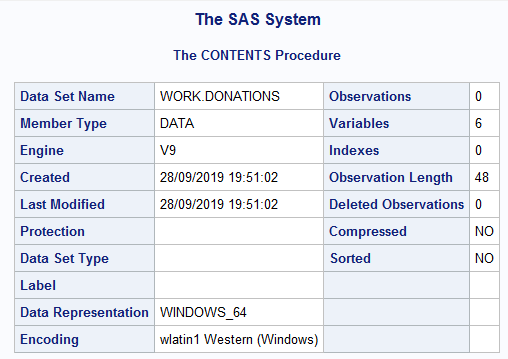 The SAS System
The CONTENTS Procedure
Data Set Name WORK.DONATIONS Observations 0
Member Type DATA Variables 6
Engine V9 Indexes 0
Created 28/09/2019 19:51:02 Observation Length 48
Last Modified 28/09/2019 19:51:02 Deleted Observations 0
Protection Compressed NO
Data Set Type Sorted NO
Label
Data Representation WINDOWS_64
Encoding wlatin1 Western (Windows)